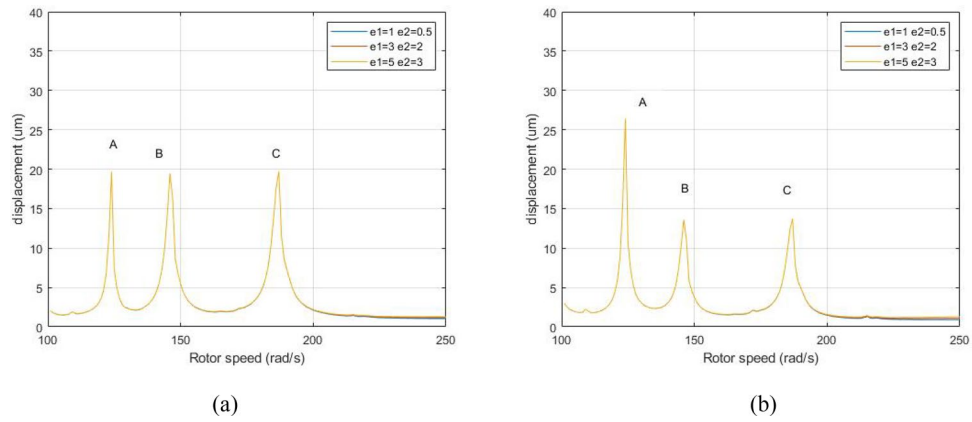 40
35
30
25
20
15
10
5
0
displacement (um)
e1=1 e2=0.5
e1=3 e2=2
e1=5 e2=3
A
B
C
100
150
200
250
Rotor speed (rad/s)
(a)
40
35
30
25
20
15
10
5
0
displacement (um)
e1=1 e2=0.5
e1=3 e2=2
e1=5 e2=3
A
B
C
100
150
200
250
Rotor speed (rad/s)
(b)